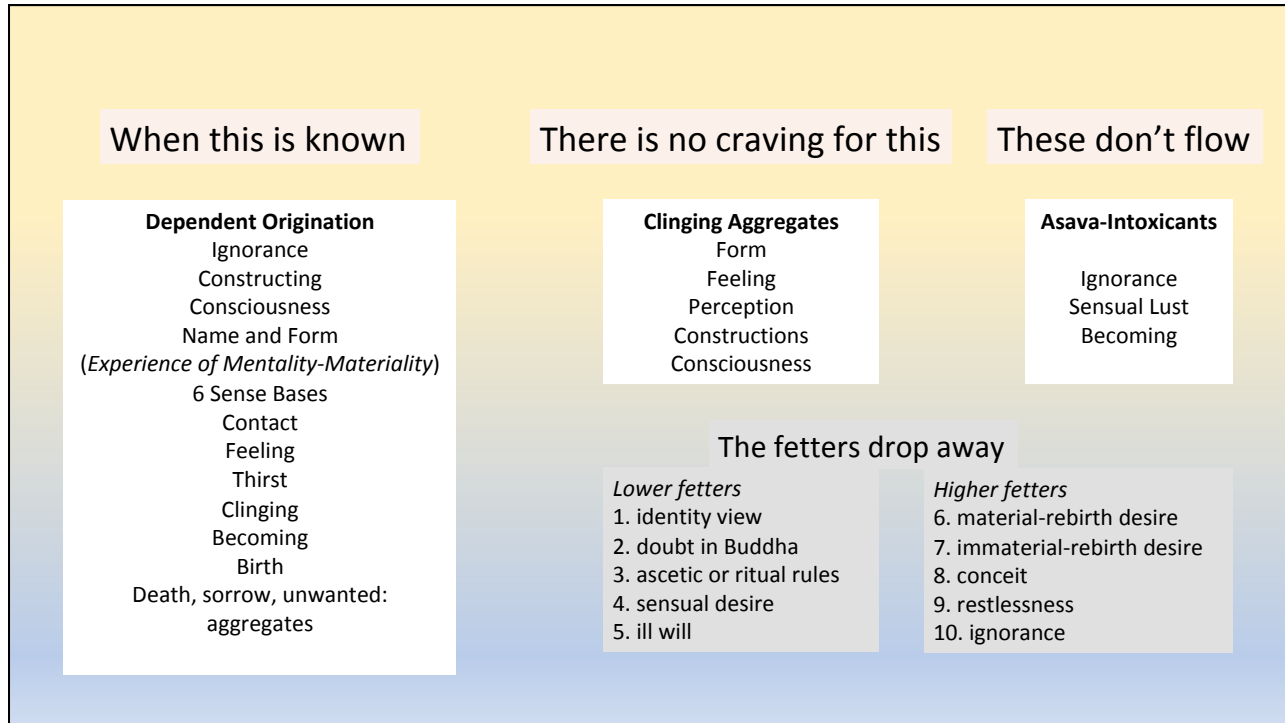 When this is known
There is no craving for this
These don’t flow
Dependent Origination
Ignorance
Constructing
Consciousness
Name and Form
(Experience of Mentality-Materiality)
6 Sense Bases
Contact
Feeling
Thirst
Clinging
Becoming
Birth
Death, sorrow, unwanted:
aggregates
Clinging Aggregates
Form
Feeling
Perception
Constructions
Consciousness
Asava-Intoxicants
Ignorance
Sensual Lust
Becoming
The fetters drop away
Lower fetters
1. identity view
2. doubt in Buddha
3. ascetic or ritual rules
4. sensual desire
5. ill will
Higher fetters
6. material-rebirth desire
7. immaterial-rebirth desire
8. conceit
9. restlessness
10. ignorance